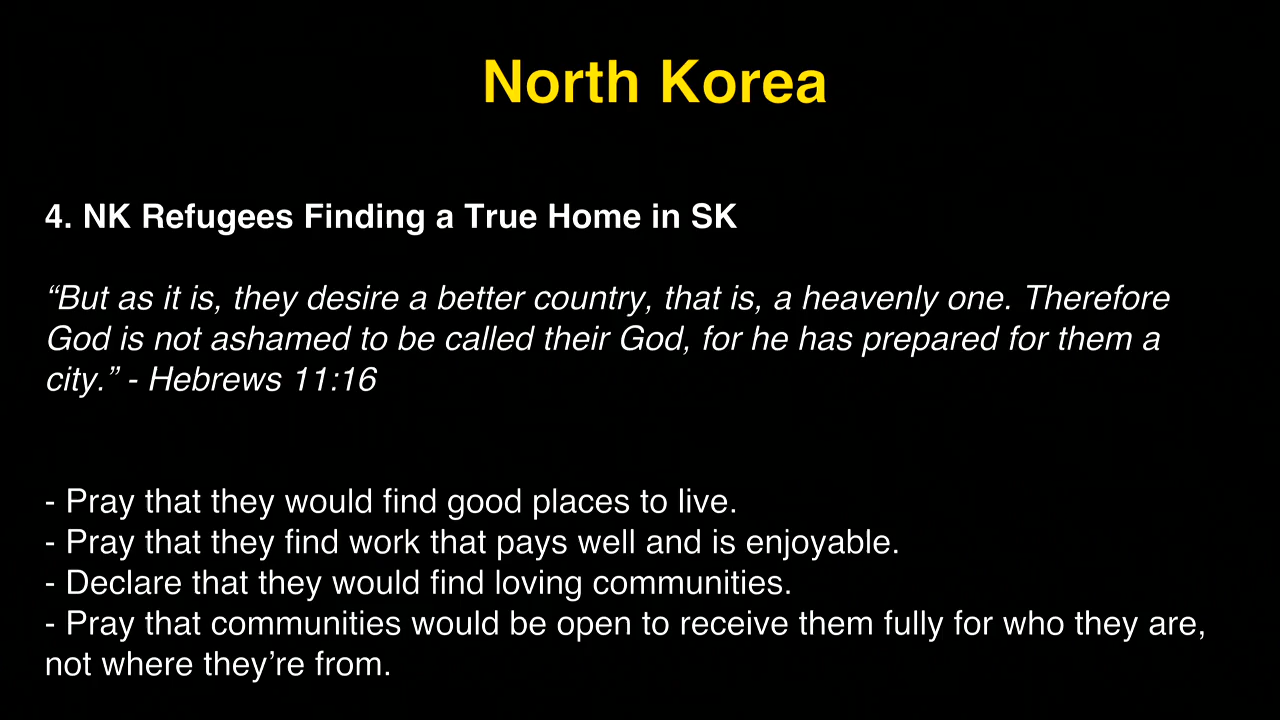 North Korea
4. NK Refugees Finding a True Home in SK
“But as it is, they desire a better country, that is, a heavenly one. Therefore
God is not ashamed to be called their God, for he has prepared for them a
city.” - Hebrews 11:16
- Pray that they would find good places to live.
- Pray that they find work that pays well and is enjoyable.
- Declare that they would find loving communities.
- Pray that communities would be open to receive them fully for who they are,
not where they’re from.